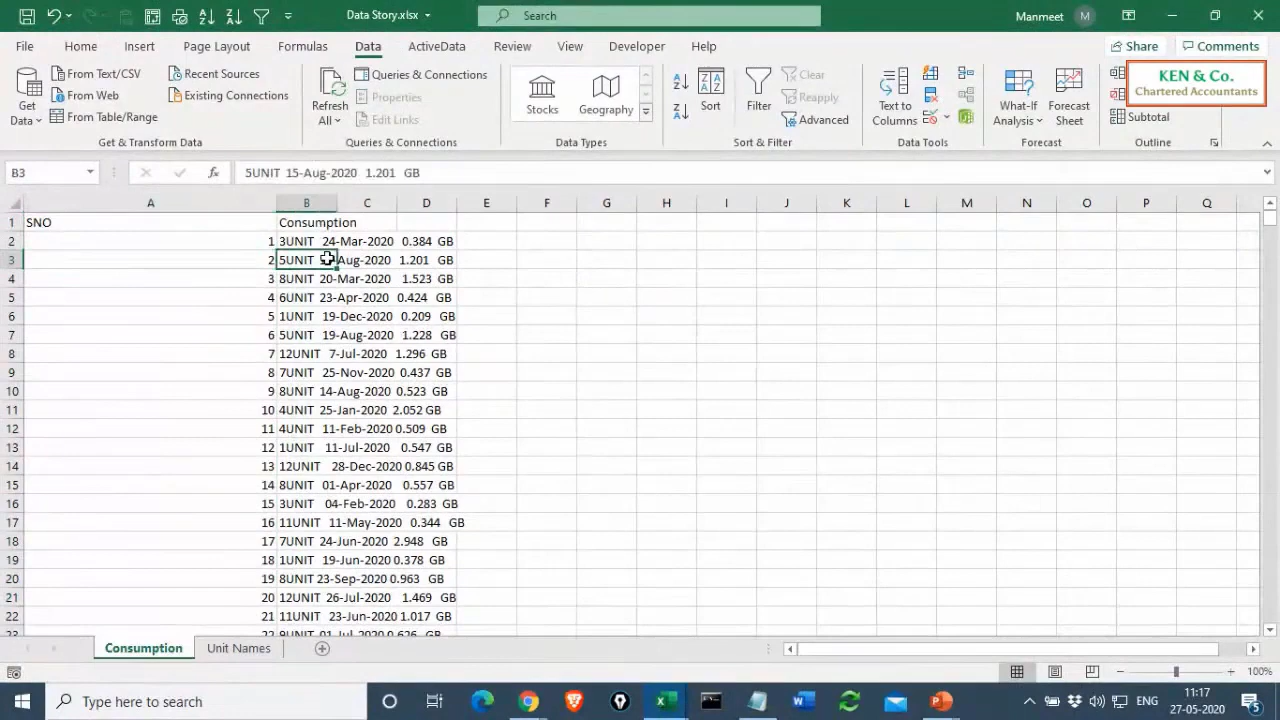 Data Story.xlsx
Search
Manmeet M
File Home Insert Page Layout Formulas Data ActiveData Review View Developer Help Share Comments
From Text/CSV Recent Sources Queries & Connections Clear KEN & Co.
From Web Existing Connections Properties Reapply Chartered Accountants
From Table/Range Edit Links Advanced Subtotal
Get Data Refresh All Stocks Geography Sort Filter Text to Columns What-If Analysis Forecast Sheet
Get & Transform Data Queries & Connections Data Types Sort & Filter Data Tools Forecast Outline
B3 fx 5UNIT 15-Aug-2020 1.201 GB
A B C D E F G H I J K L M N O P Q
1 SNO Consumption
2 1 3UNIT 24-Mar-2020 0.384 GB
3 2 5UNIT Aug-2020 1.201 GB
4 3 8UNIT 20-Mar-2020 1.523 GB
5 4 6UNIT 23-Apr-2020 0.424 GB
6 5 1UNIT 19-Dec-2020 0.209 GB
7 6 5UNIT 19-Aug-2020 1.228 GB
8 7 12UNIT 7-Jul-2020 1.296 GB
9 8 7UNIT 25-Nov-2020 0.437 GB
10 9 8UNIT 14-Aug-2020 0.523 GB
11 10 4UNIT 25-Jan-2020 2.052 GB
12 11 4UNIT 11-Feb-2020 0.509 GB
13 12 1UNIT 11-Jul-2020 0.547 GB
14 13 12UNIT 28-Dec-2020 0.845 GB
15 14 8UNIT 01-Apr-2020 0.557 GB
16 15 3UNIT 04-Feb-2020 0.283 GB
17 16 11UNIT 11-May-2020 0.344 GB
18 17 7UNIT 24-Jun-2020 2.948 GB
19 18 1UNIT 19-Jun-2020 0.378 GB
20 19 8UNIT 23-Sep-2020 0.963 GB
21 20 12UNIT 26-Jul-2020 1.469 GB
22 21 11UNIT 23-Jun-2020 1.017 GB
23 22 9UNIT 01-Jul-2020 0.626 GB
Consumption Unit Names
100%
Type here to search
ENG 11:17
27-05-2020 5